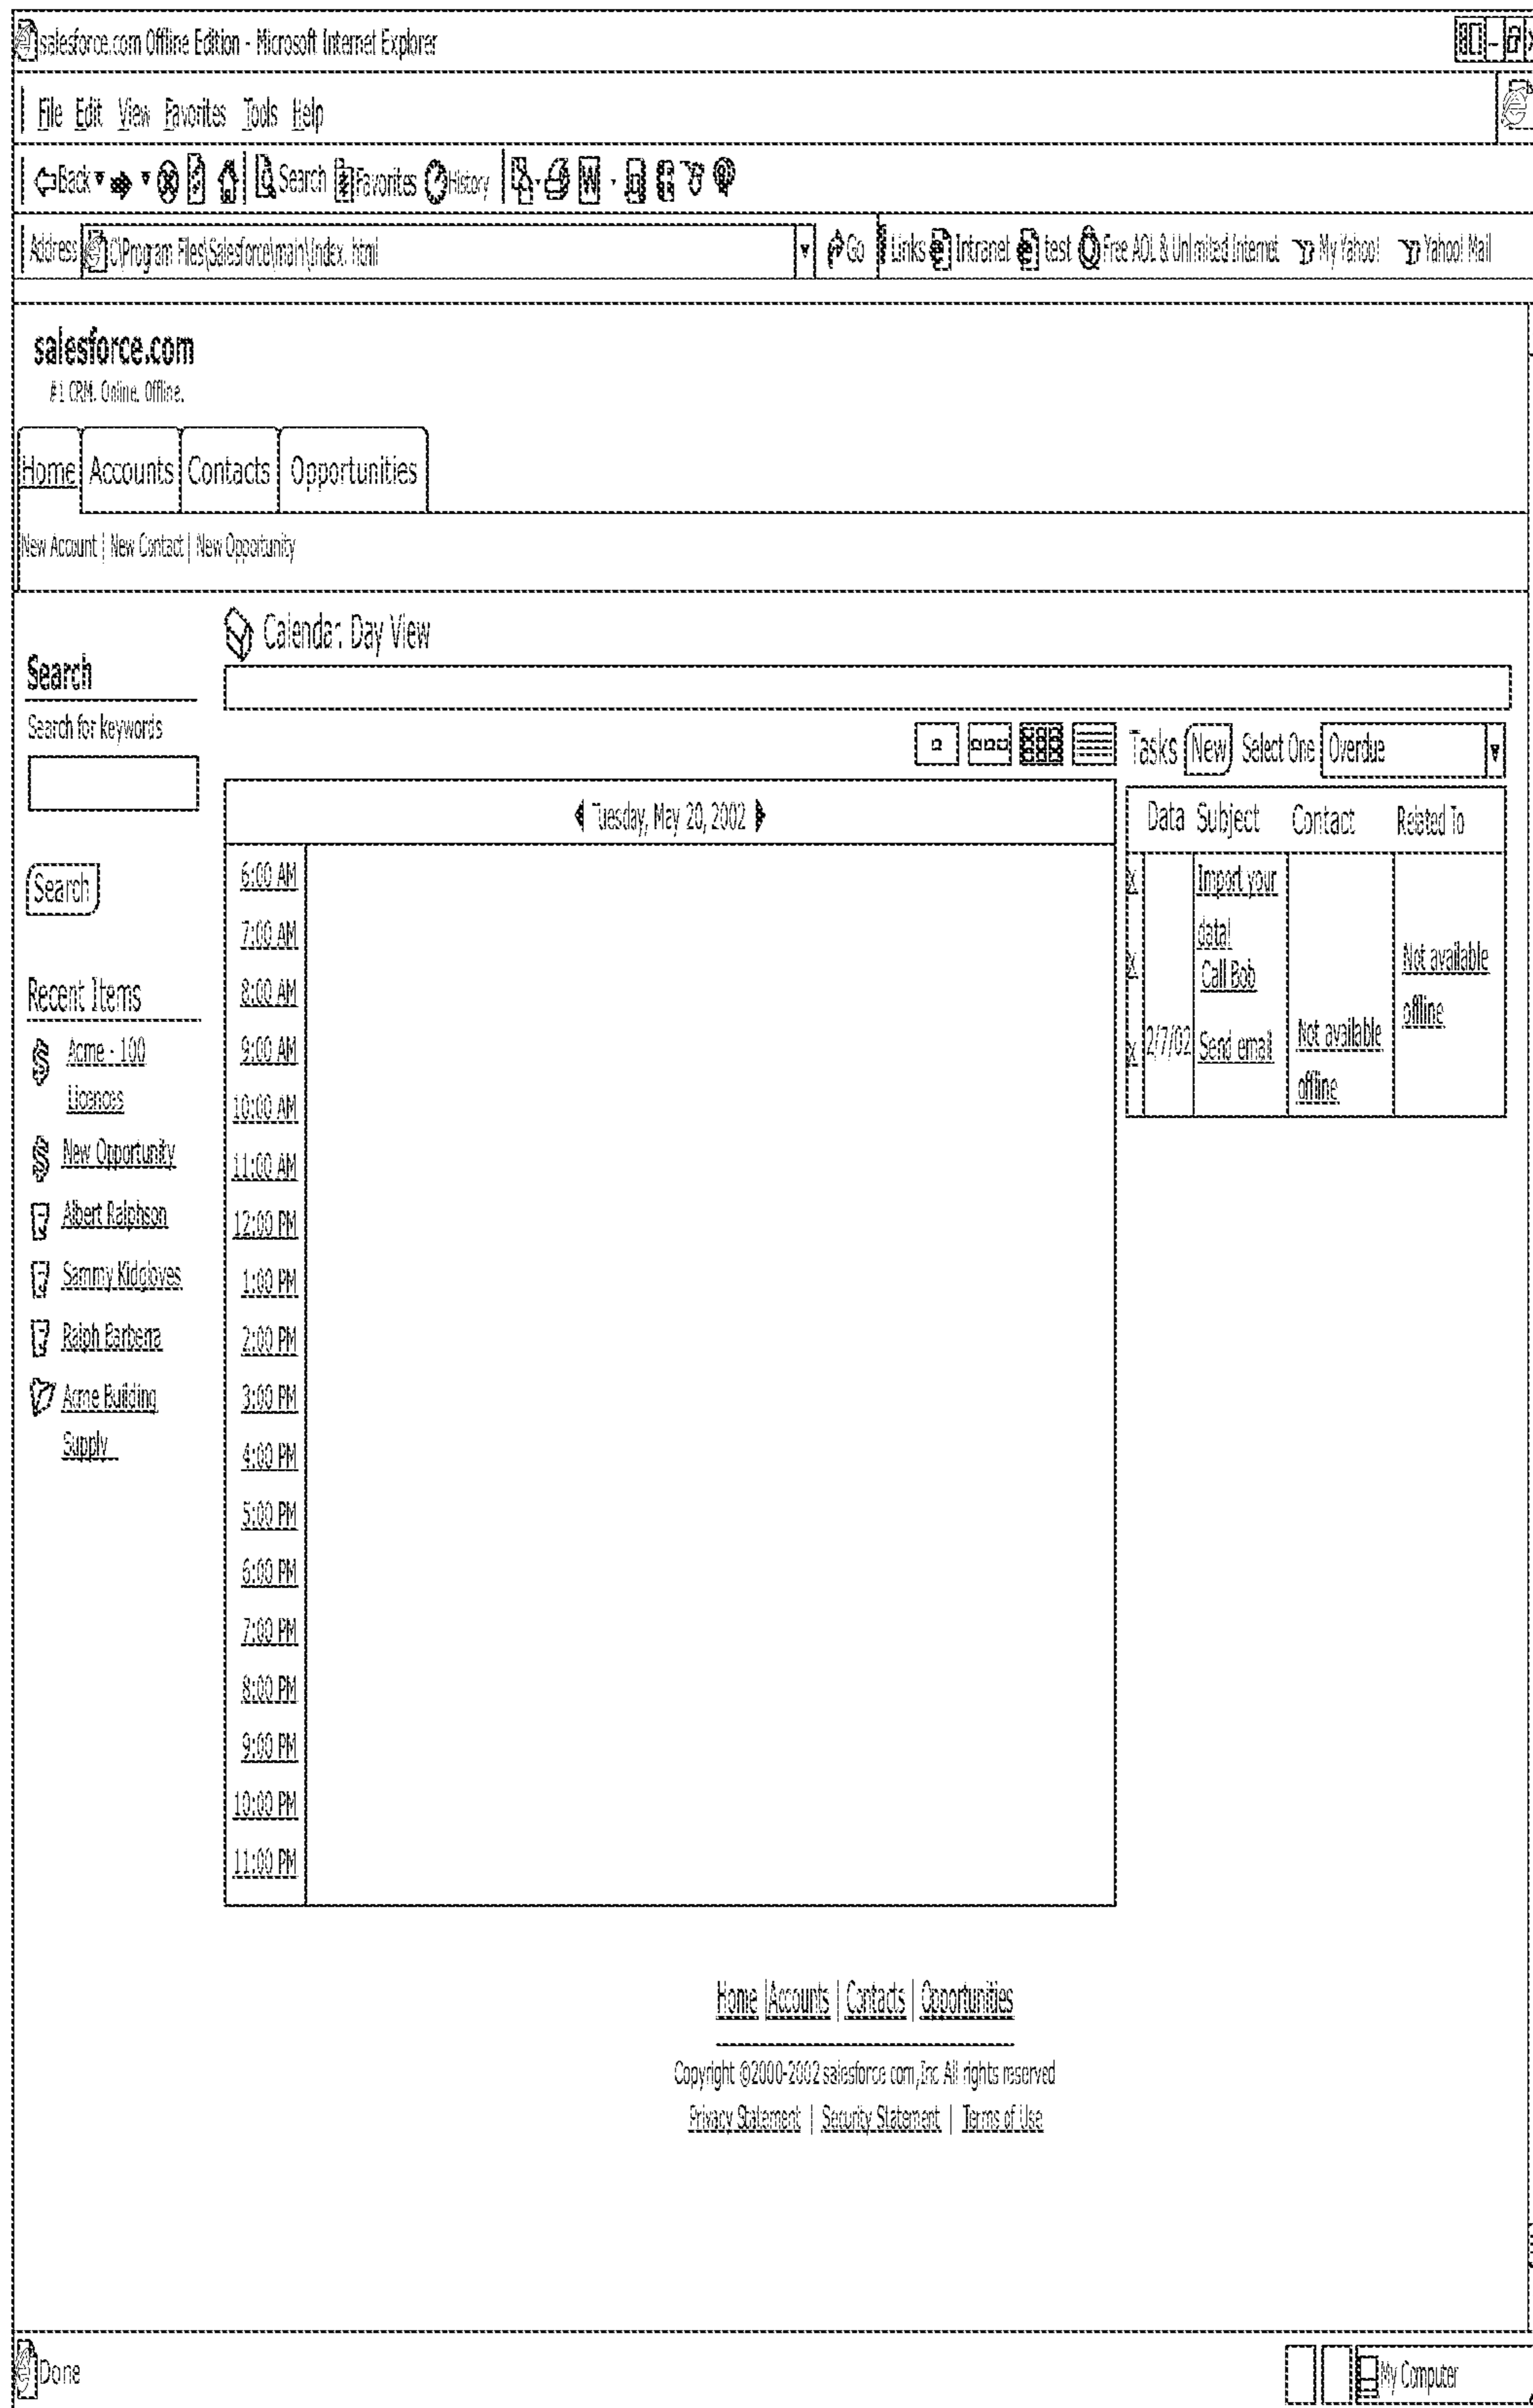 salesforce.com Offline Edition - Microsoft Internet Explorer
File Edit View Favorites Tools Help
Back Search Favorites History W
Address C:\Program Files\Salesforce\main\Index. html Go Links Intranet test Free AOL & Unlimited Internet My Yahoo! Yahoo! Mail
salesforce.com
#1 CRM. Online. Offline.
Home Accounts Contacts Opportunities
New Account | New Contact | New Opportunity
Calendar: Day View
Search
Search for keywords
Search
Recent Items
Acme - 100
Licences
New Opportunity
Albert Ralphson
Sammy Kidgloves
Ralph Barberra
Acme Building
Supply
Tuesday, May 20, 2002
6:00 AM
7:00 AM
8:00 AM
9:00 AM
10:00 AM
11:00 AM
12:00 PM
1:00 PM
2:00 PM
3:00 PM
4:00 PM
5:00 PM
6:00 PM
7:00 PM
8:00 PM
9:00 PM
10:00 PM
11:00 PM
Tasks New Select One Overdue
Data Subject Contact Related To
X Import your
data!
X Call Bob Not available
offline
X 2/7/02 Send email Not available
offline
Home | Accounts | Contacts | Opportunities
Copyright ©2000-2002 salesforce com,Inc All rights reserved
Privacy Statement | Security Statement | Terms of Use
Done My Computer